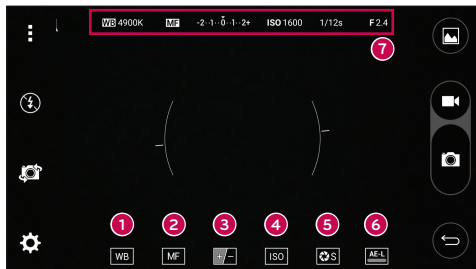 WB 4900K MF -2··1··0··1··2+ ISO 1600 1/12s F 2.4
7
1 2 3 4 5 6
WB MF +/- ISO S AE-L